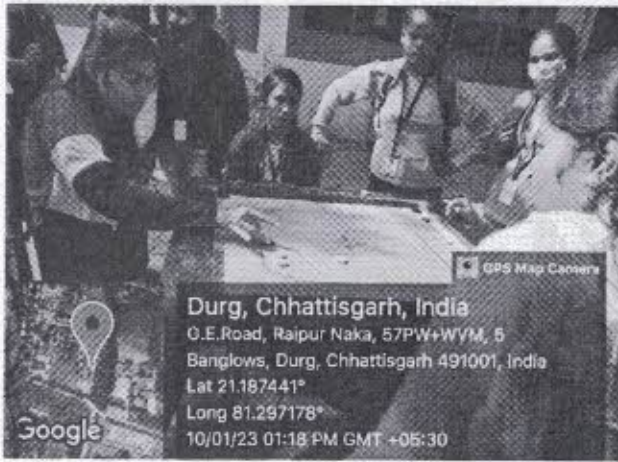 GPS Map Camera
Durg, Chhattisgarh, India
G.E.Road, Raipur Naka, 57PW+WVM, 5
Banglows, Durg, Chhattisgarh 491001, India
Lat 21.187441°
Long 81.297178°
10/01/23 01:18 PM GMT +05:30
Google